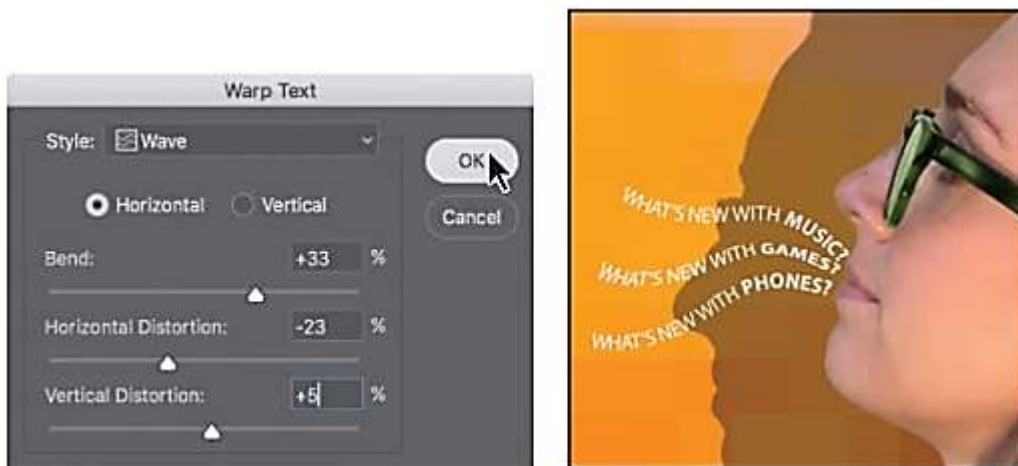 Warp Text
Style: Wave
OK
Horizontal Vertical
Cancel
Bend: +33 %
Horizontal Distortion: -23 %
Vertical Distortion: +5 %
WHAT'S NEW WITH MUSIC?
WHAT'S NEW WITH GAMES?
WHAT'S NEW WITH PHONES?